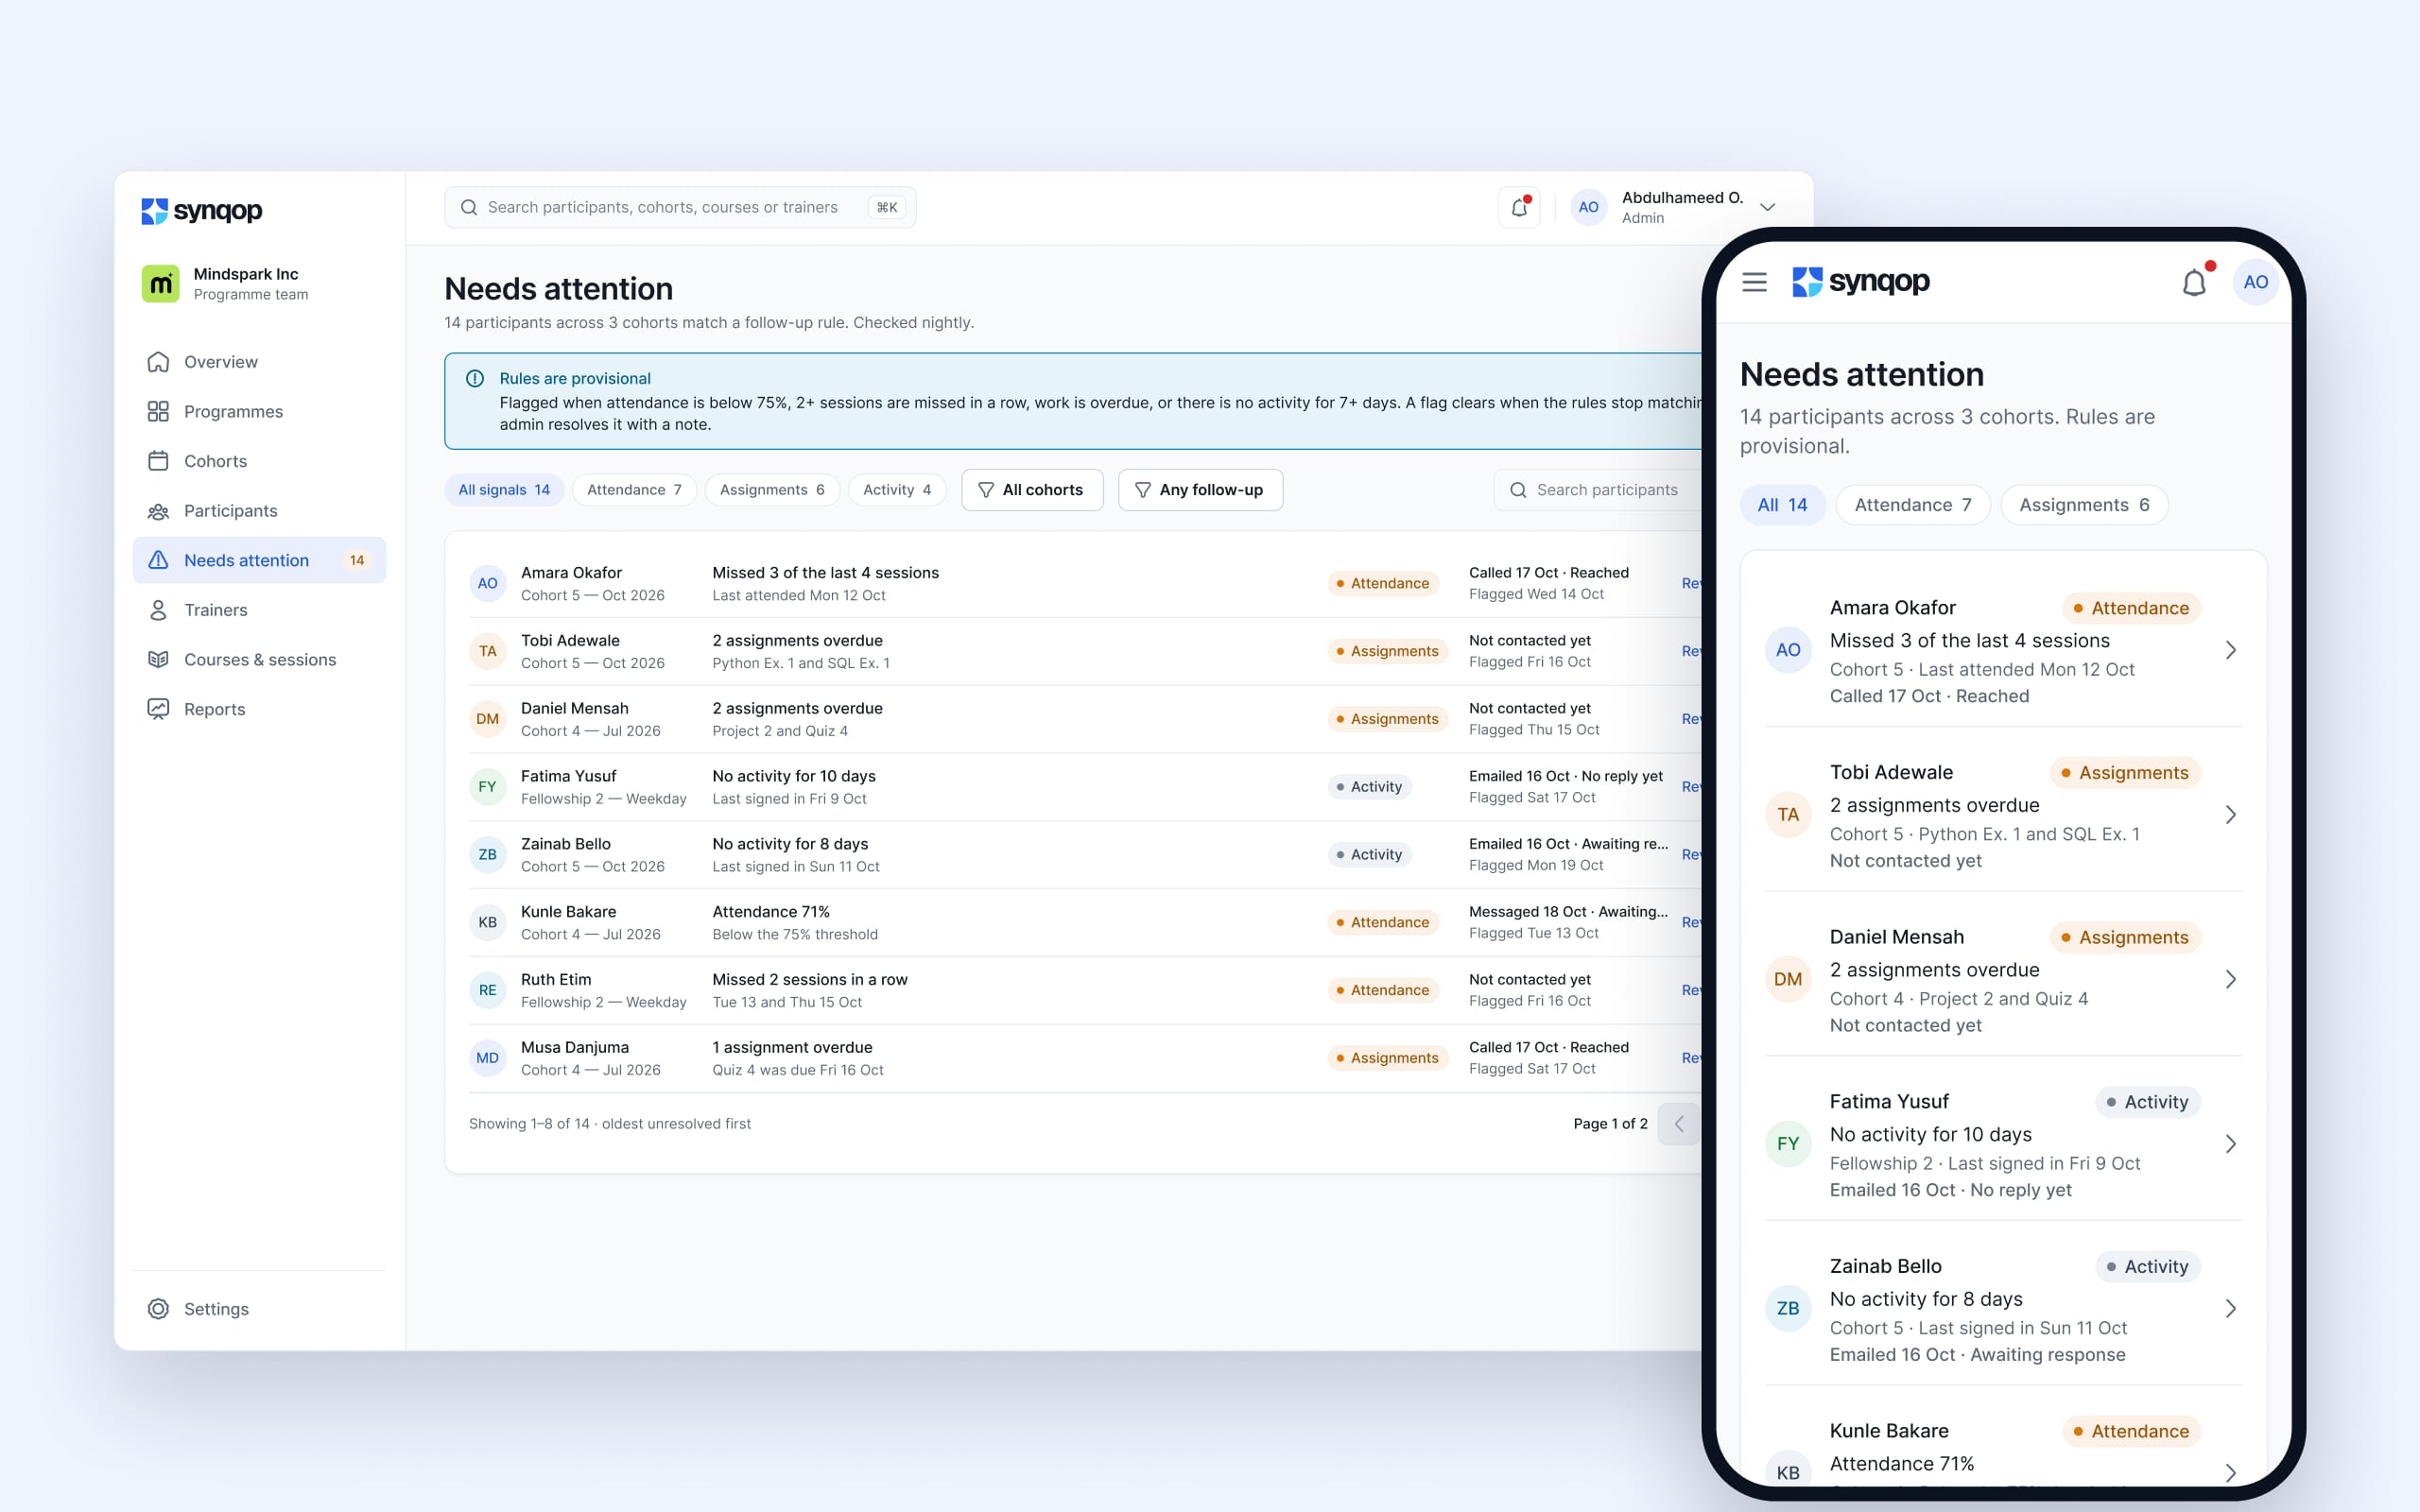 synqop
Mindspark Inc
Programme team
Overview
Programmes
Cohorts
Participants
Needs attention 14
Trainers
Courses & sessions
Reports
Settings
Search participants, cohorts, courses or trainers ⌘K
AO
Abdulhameed O.
Admin
Needs attention
14 participants across 3 cohorts match a follow-up rule. Checked nightly.
Rules are provisional
Flagged when attendance is below 75%, 2+ sessions are missed in a row, work is overdue, or there is no activity for 7+ days. A flag clears when the rules stop
admin resolves it with a note.
All signals 14 Attendance 7 Assignments 6 Activity 4 All cohorts Any follow-up Search participants
AO Amara Okafor Missed 3 of the last 4 sessions Attendance Called 17 Oct · Reached
Cohort 5 — Oct 2026 Last attended Mon 12 Oct Flagged Wed 14 Oct
TA Tobi Adewale 2 assignments overdue Assignments Not contacted yet
Cohort 5 — Oct 2026 Python Ex. 1 and SQL Ex. 1 Flagged Fri 16 Oct
DM Daniel Mensah 2 assignments overdue Assignments Not contacted yet
Cohort 4 — Jul 2026 Project 2 and Quiz 4 Flagged Thu 15 Oct
FY Fatima Yusuf No activity for 10 days Activity Emailed 16 Oct · No reply yet
Fellowship 2 — Weekday Last signed in Fri 9 Oct Flagged Sat 17 Oct
ZB Zainab Bello No activity for 8 days Activity Emailed 16 Oct · Awaiting re...
Cohort 5 — Oct 2026 Last signed in Sun 11 Oct Flagged Mon 19 Oct
KB Kunle Bakare Attendance 71% Attendance Messaged 18 Oct · Awaiting...
Cohort 4 — Jul 2026 Below the 75% threshold Flagged Tue 13 Oct
RE Ruth Etim Missed 2 sessions in a row Attendance Not contacted yet
Fellowship 2 — Weekday Tue 13 and Thu 15 Oct Flagged Fri 16 Oct
MD Musa Danjuma 1 assignment overdue Assignments Called 17 Oct · Reached
Cohort 4 — Jul 2026 Quiz 4 was due Fri 16 Oct Flagged Sat 17 Oct
Showing 1–8 of 14 · oldest unresolved first Page 1 of 2
synqop AO
Needs attention
14 participants across 3 cohorts. Rules are
provisional.
All 14 Attendance 7 Assignments 6
Amara Okafor Attendance
AO Missed 3 of the last 4 sessions
Cohort 5 · Last attended Mon 12 Oct
Called 17 Oct · Reached
Tobi Adewale Assignments
TA 2 assignments overdue
Cohort 5 · Python Ex. 1 and SQL Ex. 1
Not contacted yet
Daniel Mensah Assignments
DM 2 assignments overdue
Cohort 4 · Project 2 and Quiz 4
Not contacted yet
Fatima Yusuf Activity
FY No activity for 10 days
Fellowship 2 · Last signed in Fri 9 Oct
Emailed 16 Oct · No reply yet
Zainab Bello Activity
ZB No activity for 8 days
Cohort 5 · Last signed in Sun 11 Oct
Emailed 16 Oct · Awaiting response
Kunle Bakare Attendance
KB Attendance 71%